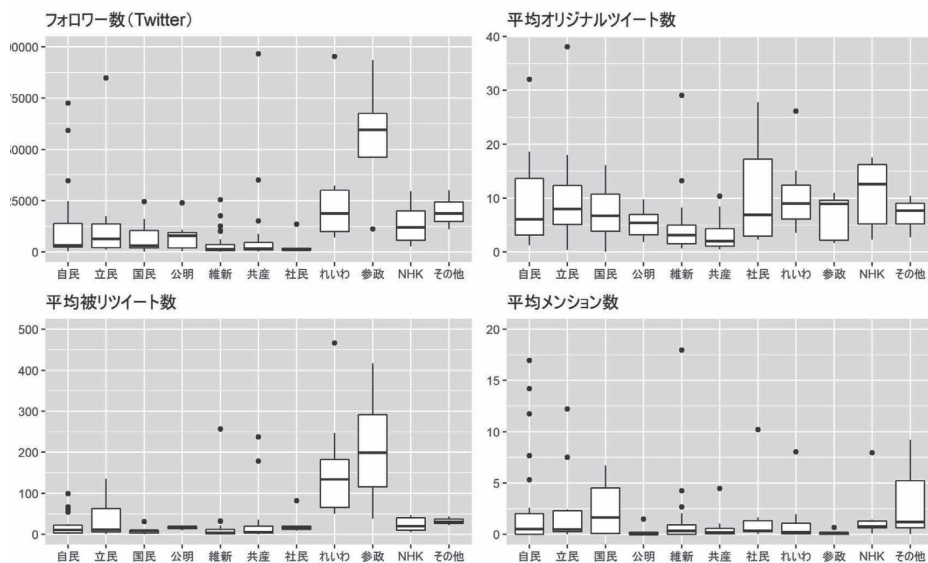 フォロワー数(Twitter)
00000
75000
50000
25000
0
自民 立民 国民 公明 維新 共産 社民 れいわ 参政 NHK その他
平均オリジナルツイート数
40
30
20
10
0
自民 立民 国民 公明 維新 共産 社民 れいわ 参政 NHK その他
平均被リツイート数
500
400
300
200
100
0
自民 立民 国民 公明 維新 共産 社民 れいわ 参政 NHK その他
平均メンション数
20
15
10
5
0
自民 立民 国民 公明 維新 共産 社民 れいわ 参政 NHK その他